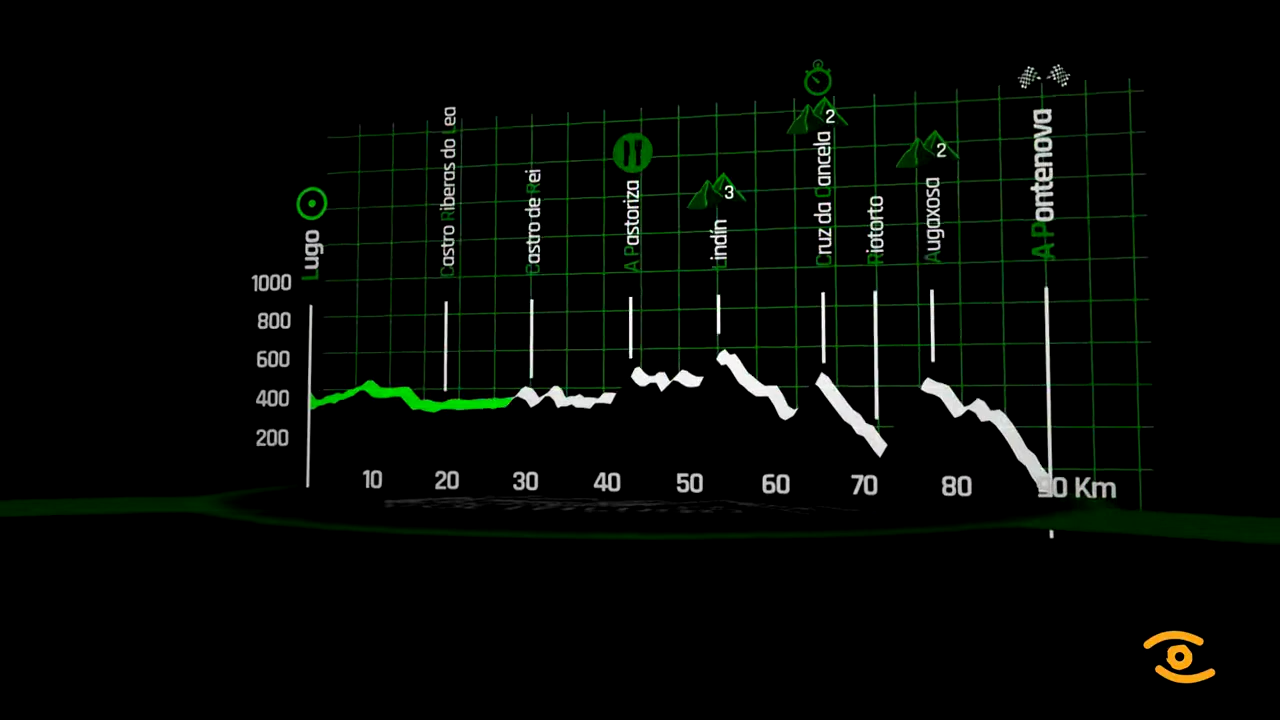 Lugo
Castro Riberas do Lea
Castro de Rei
A Pastoriza
Lindín
3
Cruz da Cancela
2
Riotorto
Augaxosa
2
A Pontenova
1000
800
600
400
200
10
20
30
40
50
60
70
80
90 Km